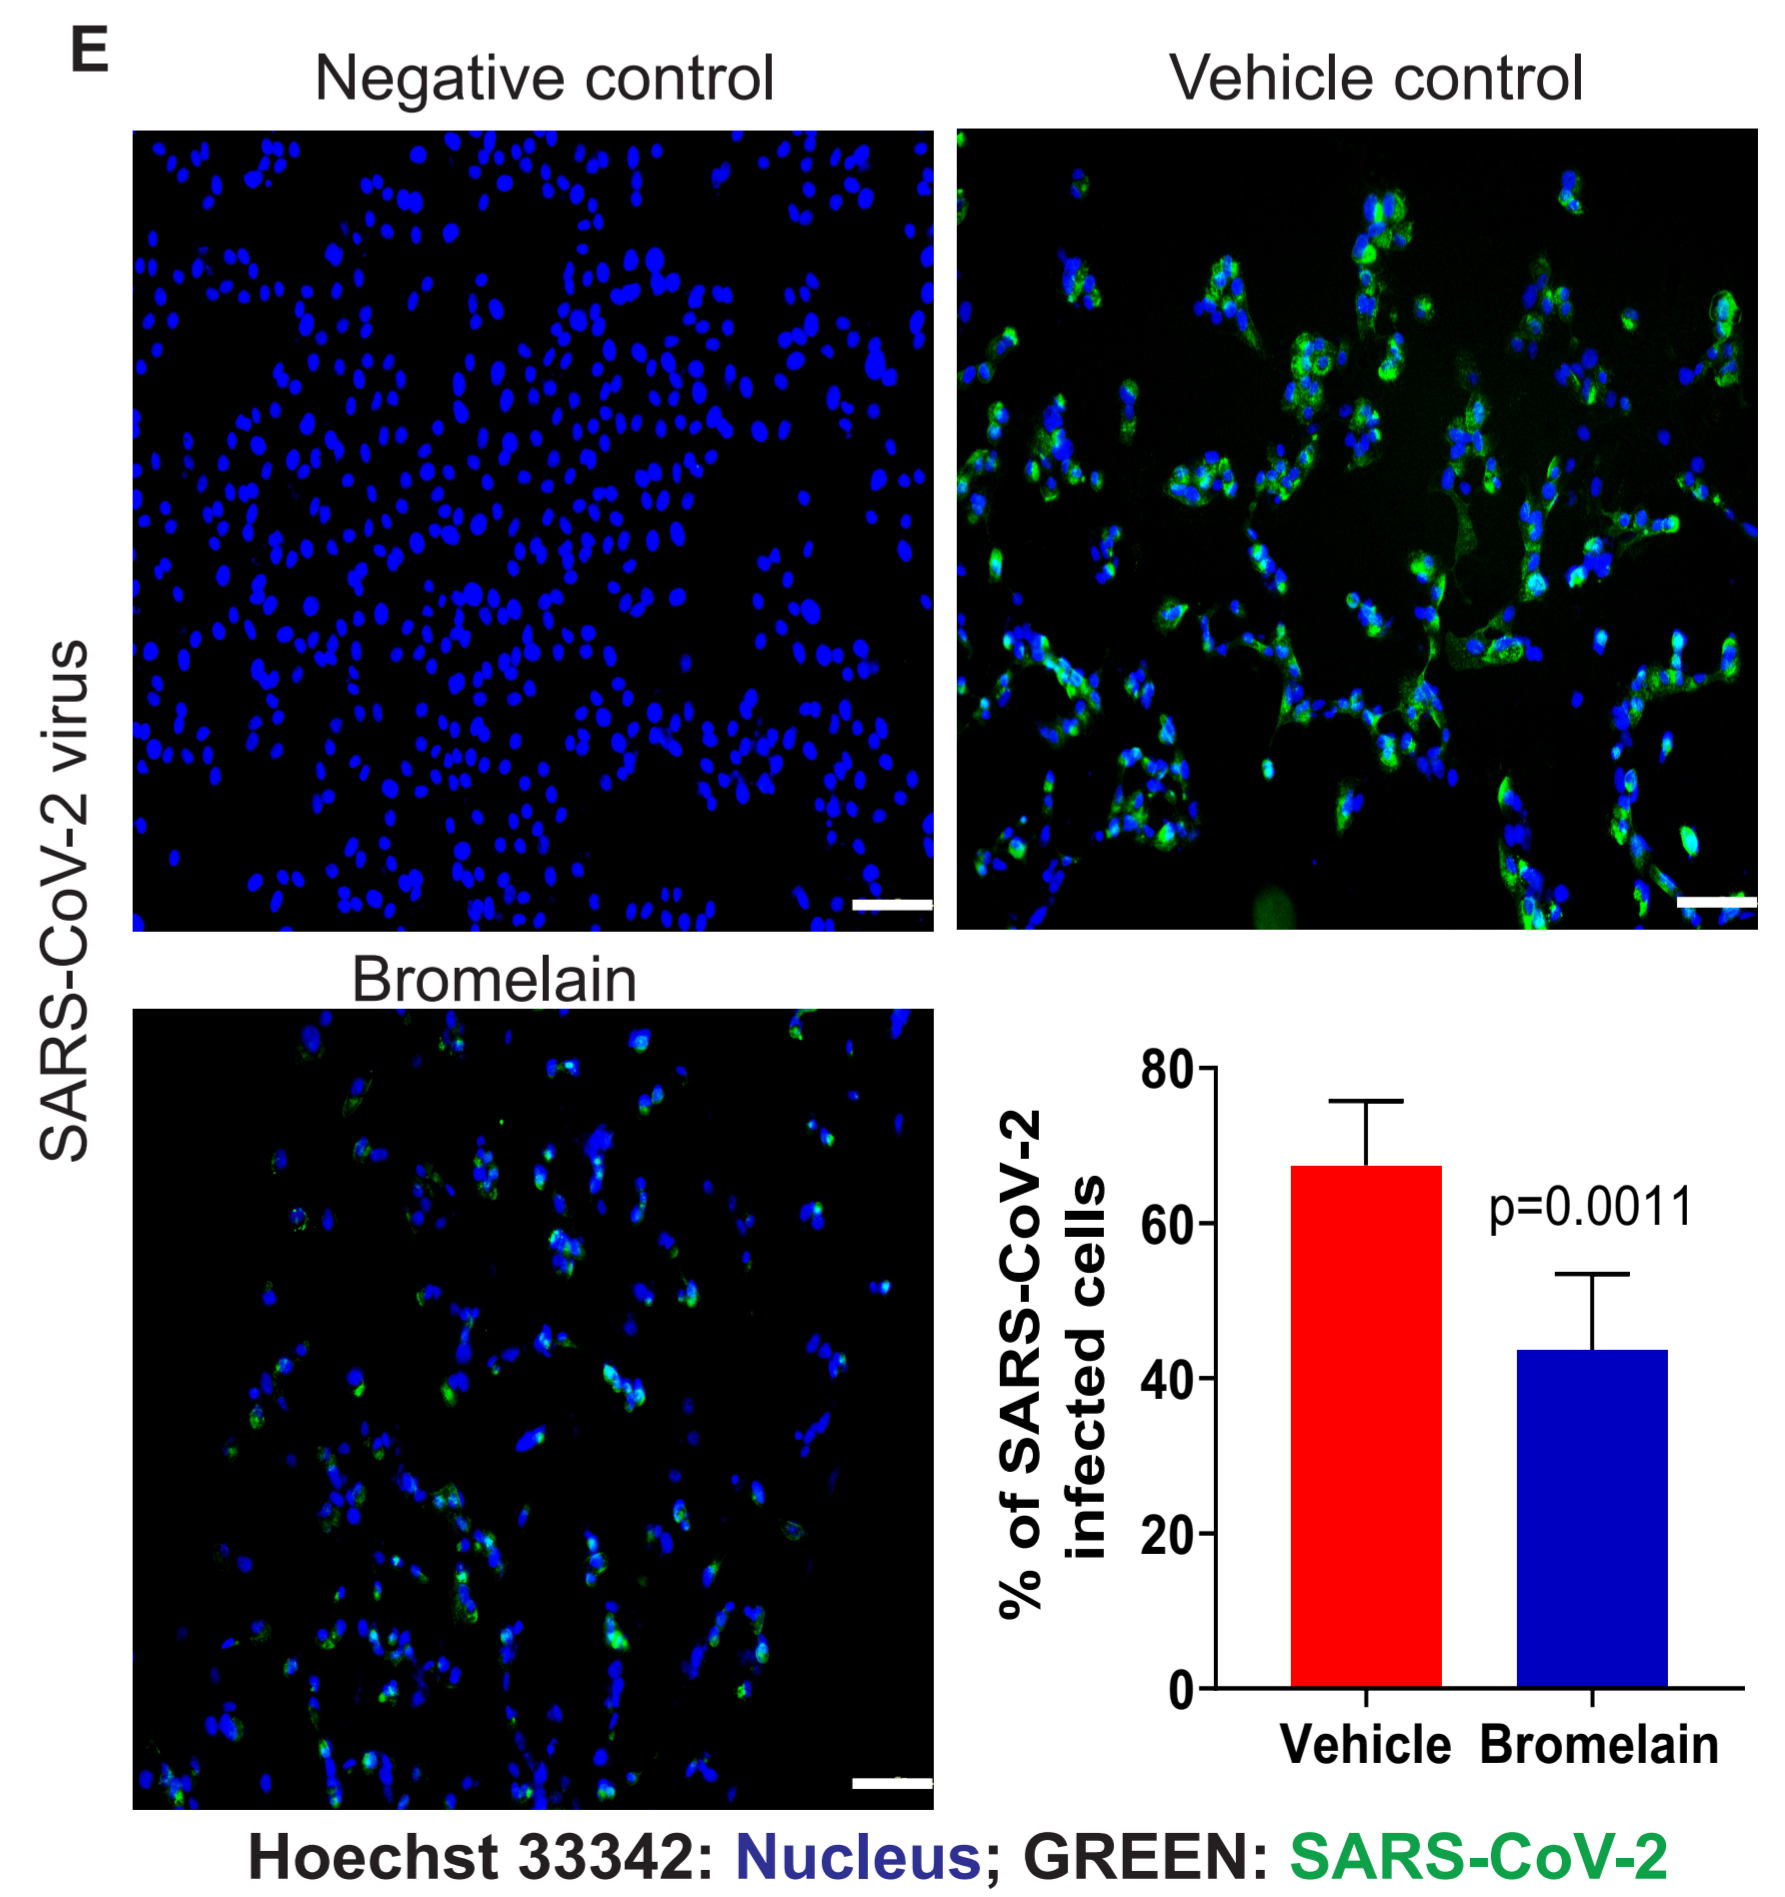 E
Negative control
Vehicle control
SARS-CoV-2 virus
Bromelain
% of SARS-CoV-2
infected cells
80
60
40
20
0
p=0.0011
Vehicle Bromelain
Hoechst 33342: Nucleus; GREEN: SARS-CoV-2